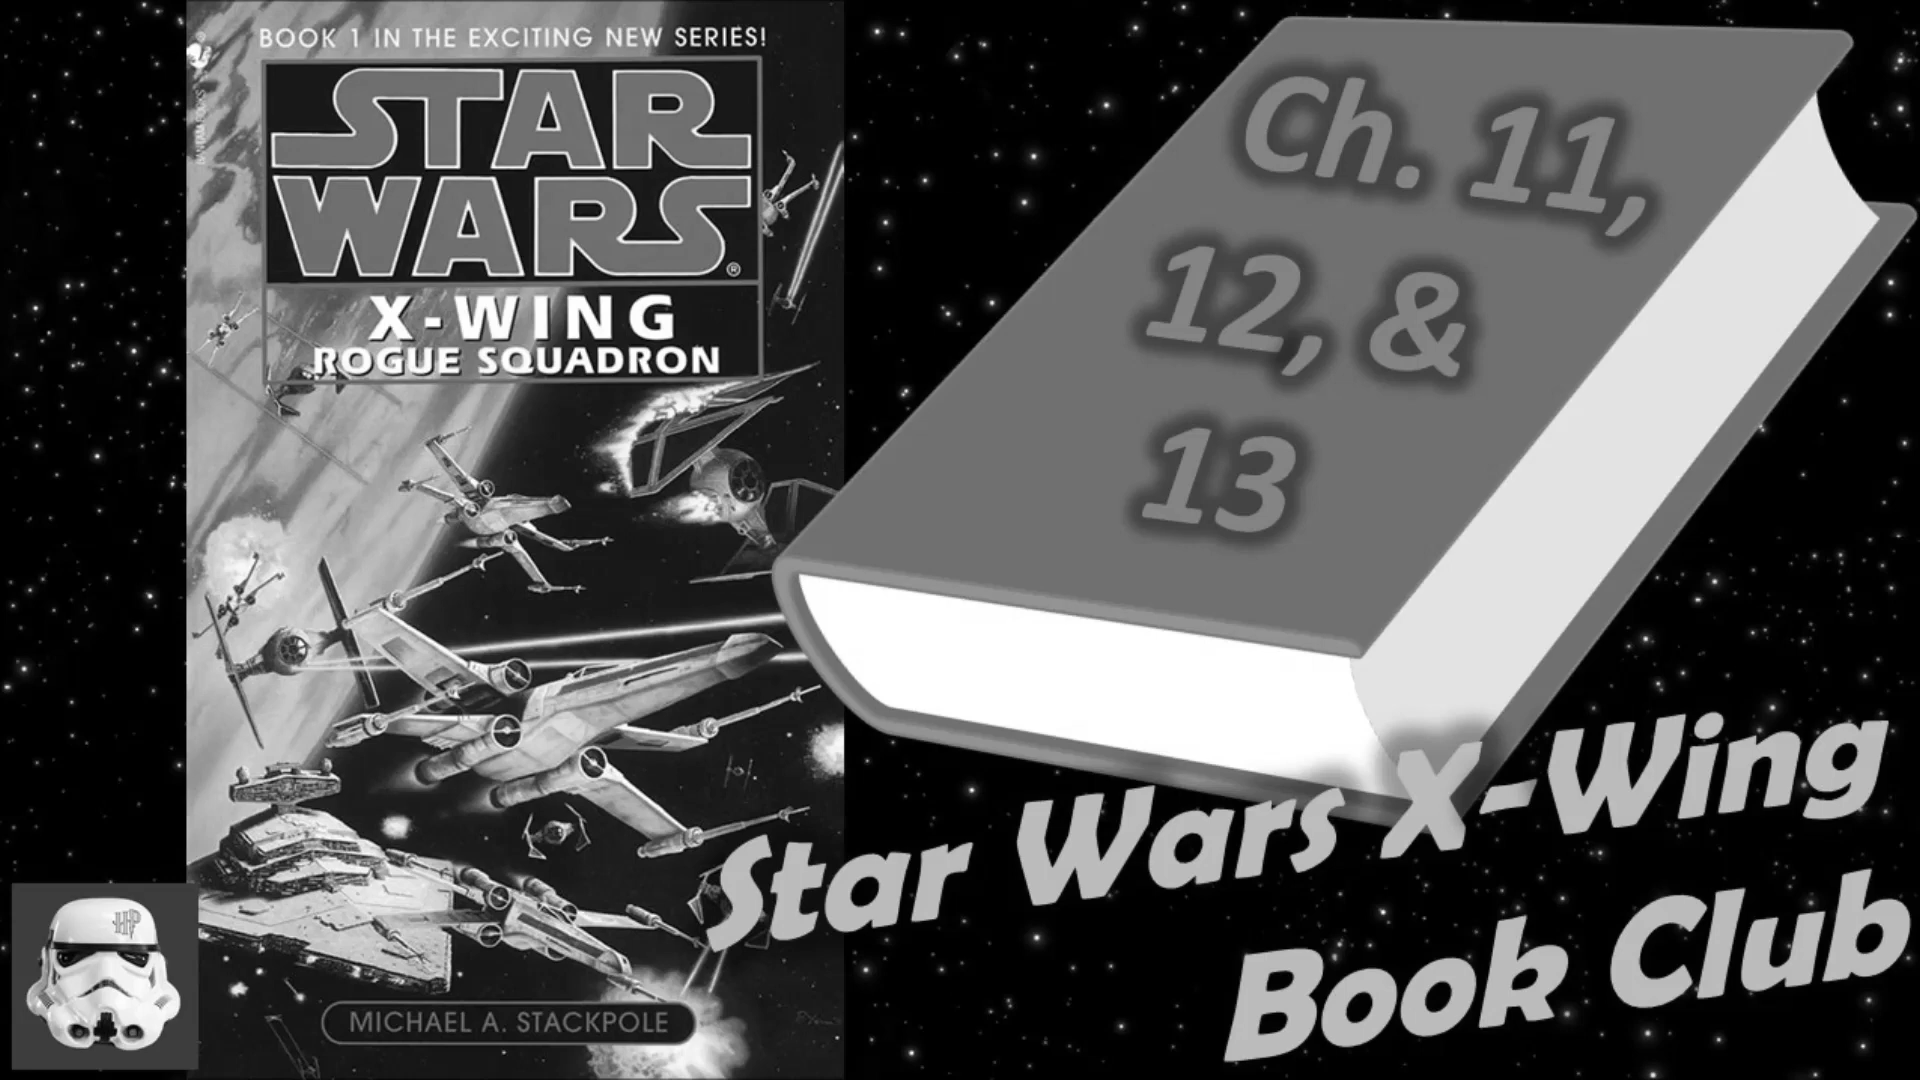 BOOK 1 IN THE EXCITING NEW SERIES!
STAR
WARS®
X-WING
ROGUE SQUADRON
MICHAEL A. STACKPOLE
Ch. 11,
12, &
13
Star Wars X-Wing
Book Club
HP